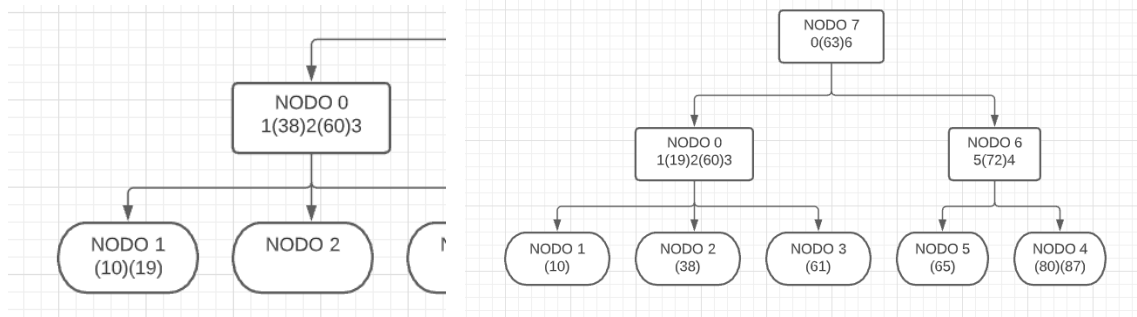 NODO 0
1(38)2(60)3
NODO 1
(10)(19)
NODO 2
NODO 7
0(63)6
NODO 0
1(19)2(60)3
NODO 6
5(72)4
NODO 1
(10)
NODO 2
(38)
NODO 3
(61)
NODO 5
(65)
NODO 4
(80)(87)